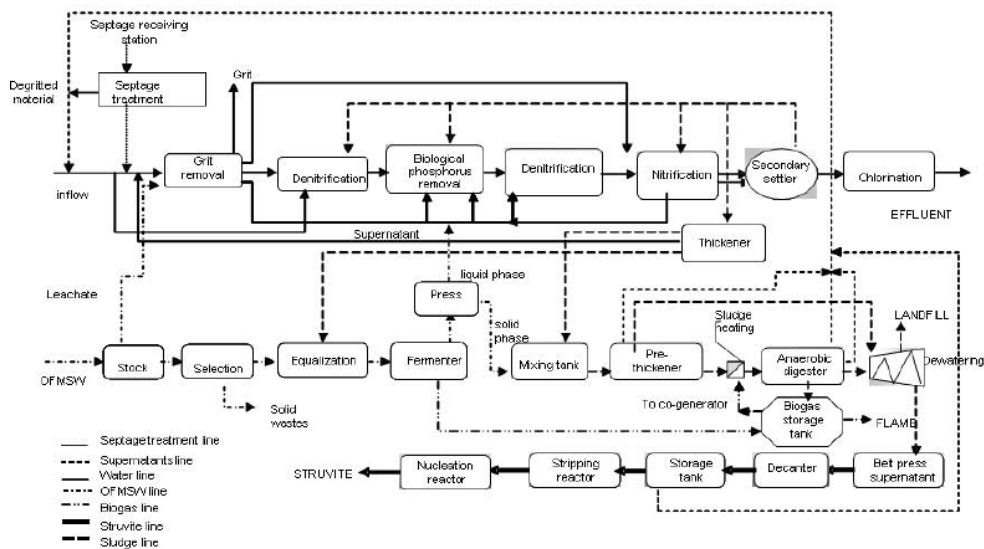 Septage receiving
station
Degritted
material
Septage
treatment
Grit
Grit
removal
Denitrification
Biological
phosphorus
removal
Denitrification
Nitrification
Secondary
settler
Chlorination
inflow
EFFLUENT
Supernatant
Thickener
Leachate
liquid phase
Press
solid
phase
Sludge
heating
LANDFILL
OFMSW
Stock
Selection
Equalization
Fermenter
Mixing tank
Pre-
thickener
Anaerobic
digester
Dewatering
To co-generator
Biogas
storage
tank
FLAME
Solid
wastes
Septage treatment line
Supernatants line
Water line
OFMSW line
Biogas line
Struvite line
Sludge line
STRUVITE
Nucleation
reactor
Stripping
reactor
Storage
tank
Decanter
Belt press
supernatant